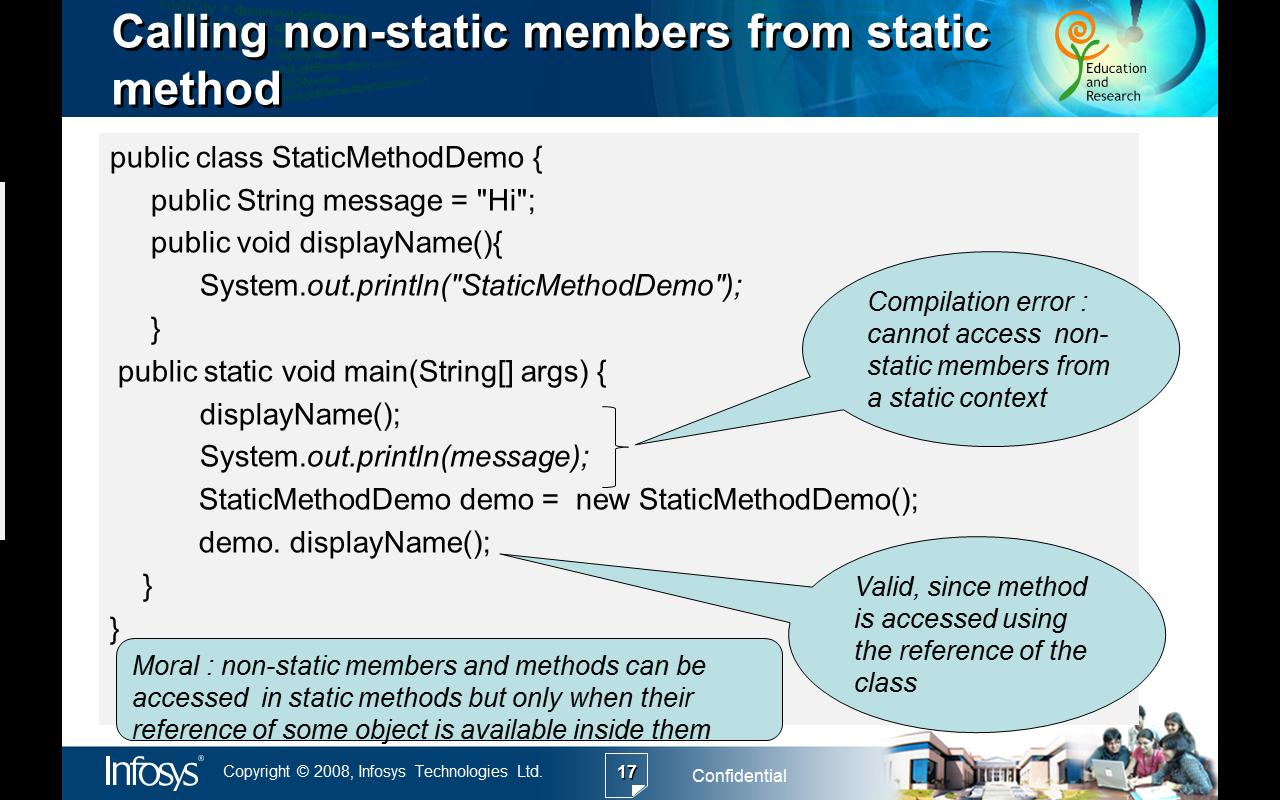 Calling non-static members from static
method
Education
and
Research
public class StaticMethodDemo {
public String message = "Hi";
public void displayName(){
System.out.println("StaticMethodDemo");
}
public static void main(String[] args) {
displayName();
System.out.println(message);
StaticMethodDemo demo =  new StaticMethodDemo();
demo. displayName();
}
}
Compilation error :
cannot access  non-
static members from
a static context
Valid, since method
is accessed using
the reference of the
class
Moral : non-static members and methods can be
accessed  in static methods but only when their
reference of some object is available inside them
Infosys®
Copyright © 2008, Infosys Technologies Ltd.
17
Confidential